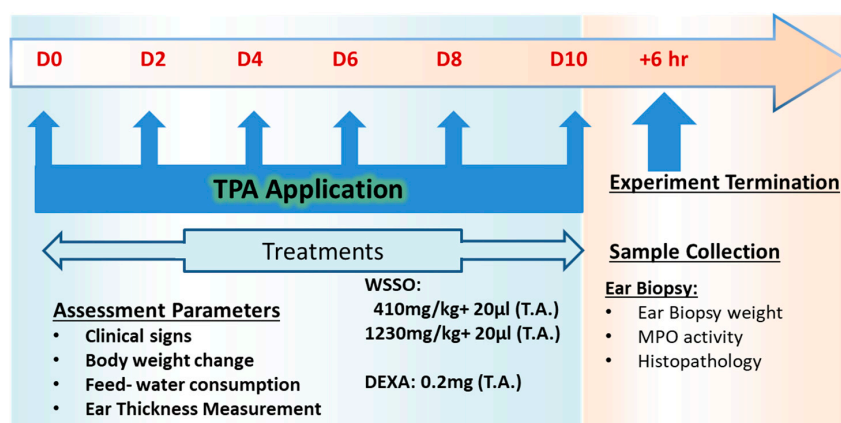 D0 D2 D4 D6 D8 D10 +6 hr
TPA Application
Experiment Termination
Treatments
Sample Collection
WSSO:
410mg/kg+ 20µl (T.A.)
1230mg/kg+ 20µl (T.A.)
DEXA: 0.2mg (T.A.)
Assessment Parameters
• Clinical signs
• Body weight change
• Feed- water consumption
• Ear Thickness Measurement
Ear Biopsy:
• Ear Biopsy weight
• MPO activity
• Histopathology